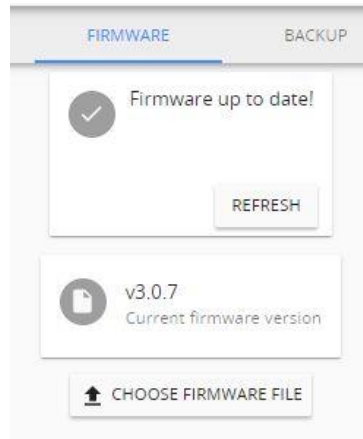 FIRMWARE BACKUP
Firmware up to date!
REFRESH
v3.0.7
Current firmware version
CHOOSE FIRMWARE FILE